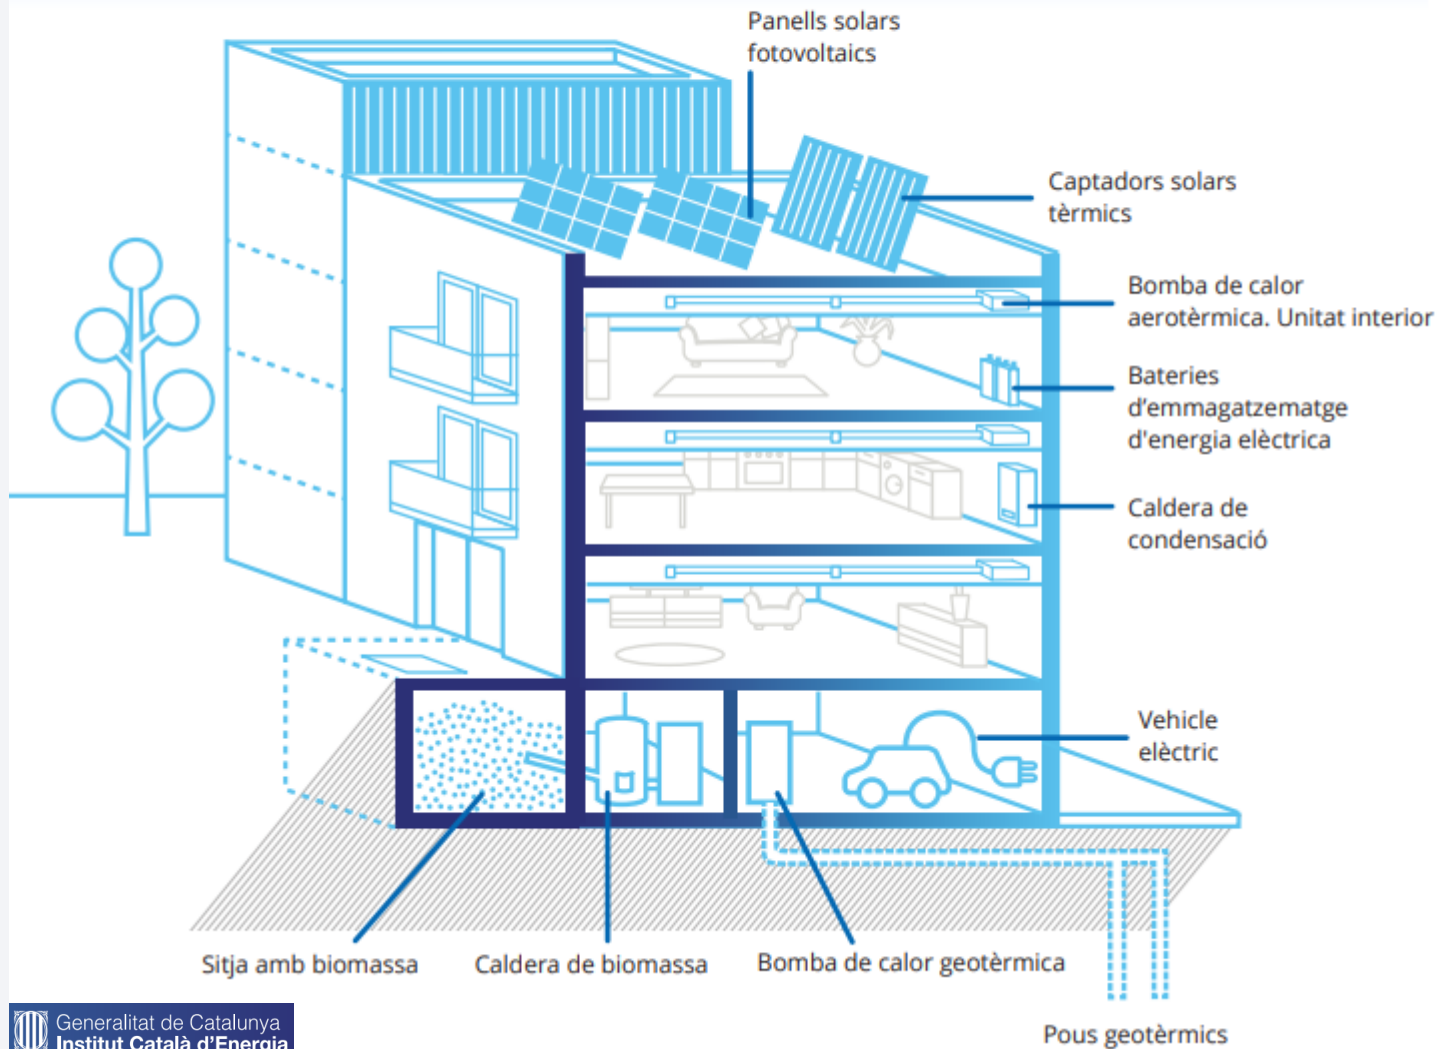 Panells solars
fotovoltaics
Captadors solars
tèrmics
Bomba de calor
aerotèrmica. Unitat interior
Bateries
d’emmagatzematge
d'energia elèctrica
Caldera de
condensació
Vehicle
elèctric
Sitja amb biomassa
Caldera de biomassa
Bomba de calor geotèrmica
Pous geotèrmics
Generalitat de Catalunya
Institut Català d’Energia